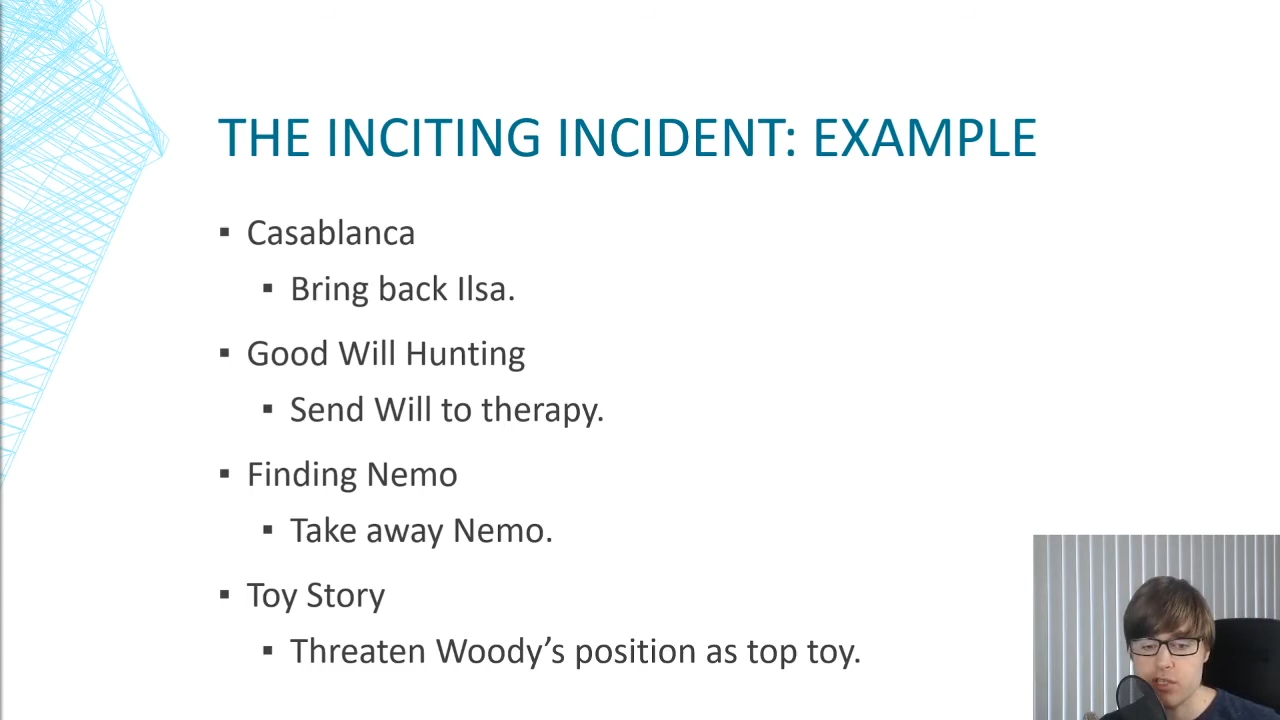 THE INCITING INCIDENT: EXAMPLE
▪ Casablanca
▪ Bring back Ilsa.
▪ Good Will Hunting
▪ Send Will to therapy.
▪ Finding Nemo
▪ Take away Nemo.
▪ Toy Story
▪ Threaten Woody’s position as top toy.